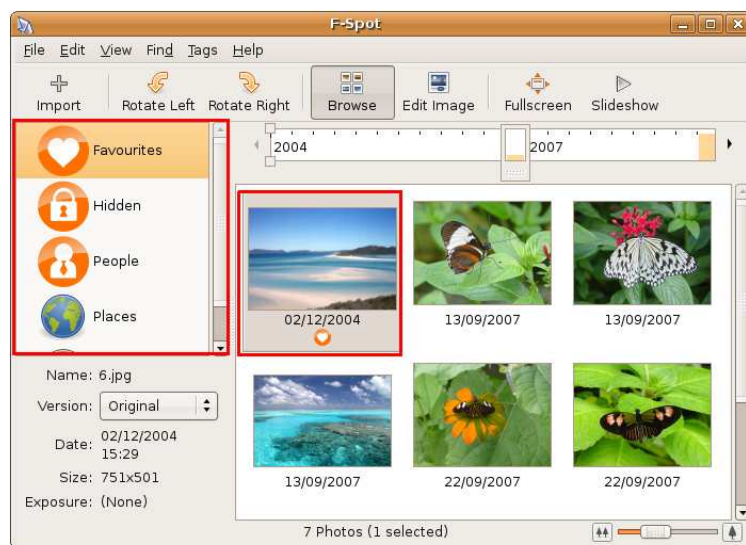 F-Spot
File Edit View Find Tags Help
Import Rotate Left Rotate Right Browse Edit Image Fullscreen Slideshow
Favourites
Hidden
People
Places
2004 2007
02/12/2004 13/09/2007 13/09/2007
13/09/2007 22/09/2007 22/09/2007
Name: 6.jpg
Version: Original
Date: 02/12/2004
15:29
Size: 751x501
Exposure: (None)
7 Photos (1 selected)